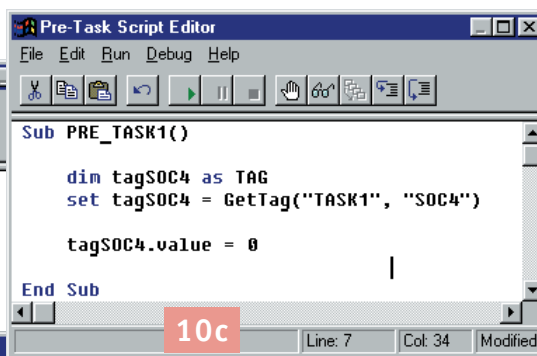 Pre-Task Script Editor
File Edit Run Debug Help
Sub PRE_TASK1()
dim tagSOC4 as TAG
set tagSOC4 = GetTag("TASK1", "SOC4")
tagSOC4.value = 0
End Sub
10c
Line: 7 Col: 34 Modified